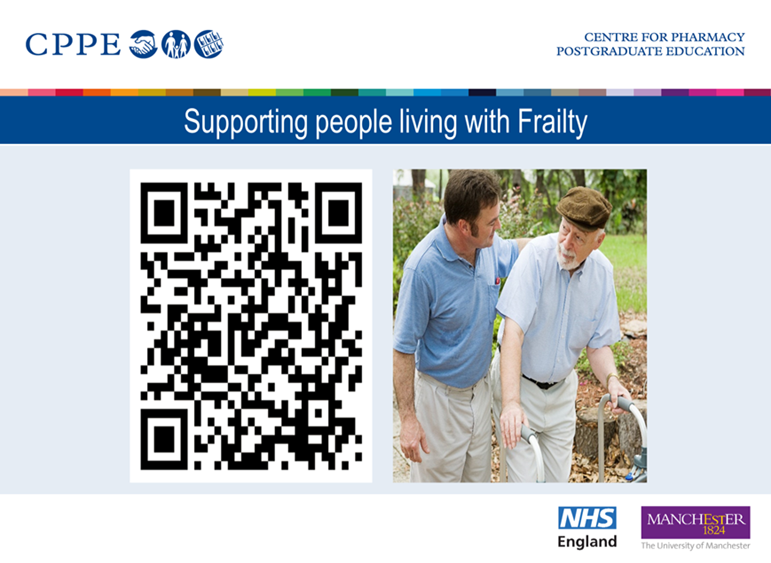 CPPE
CENTRE FOR PHARMACY
POSTGRADUATE EDUCATION
Supporting people living with Frailty
NHS
England
MANCHESTER
1824
The University of Manchester